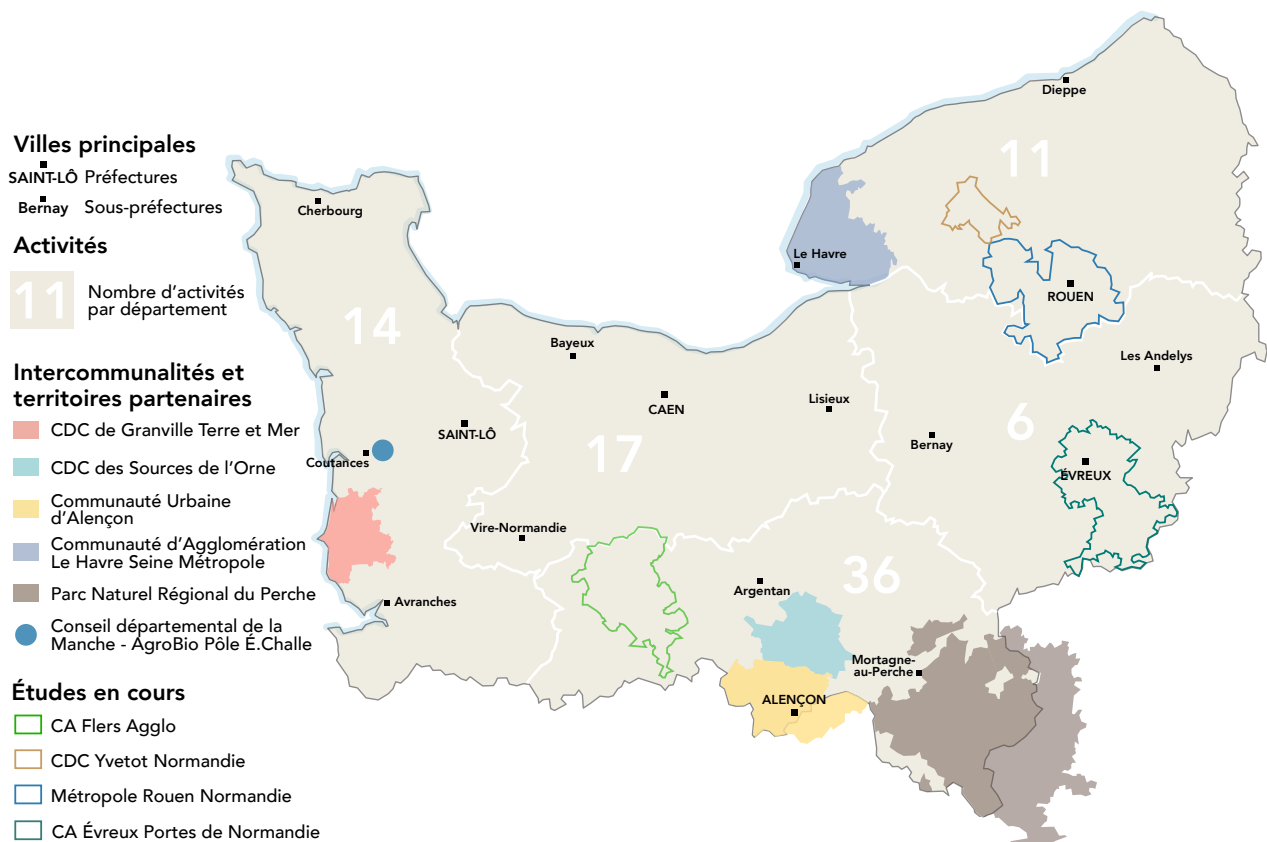 Villes principales
SAINT-LÔ Préfectures
Bernay Sous-préfectures
Activités
11 Nombre d'activités
par département
Intercommunalités et
territoires partenaires
CDC de Granville Terre et Mer
CDC des Sources de l'Orne
Communauté Urbaine
d'Alençon
Communauté d'Agglomération
Le Havre Seine Métropole
Parc Naturel Régional du Perche
Conseil départemental de la
Manche - AgroBio Pôle É.Challe
Études en cours
CA Flers Agglo
CDC Yvetot Normandie
Métropole Rouen Normandie
CA Évreux Portes de Normandie
Dieppe
11
Cherbourg
Le Havre
ROUEN
14
Bayeux
Les Andelys
CAEN
Lisieux
SAINT-LÔ
17
6
Bernay
Coutances
ÉVREUX
Vire-Normandie
36
Argentan
Avranches
Mortagne-
au-Perche
ALENÇON